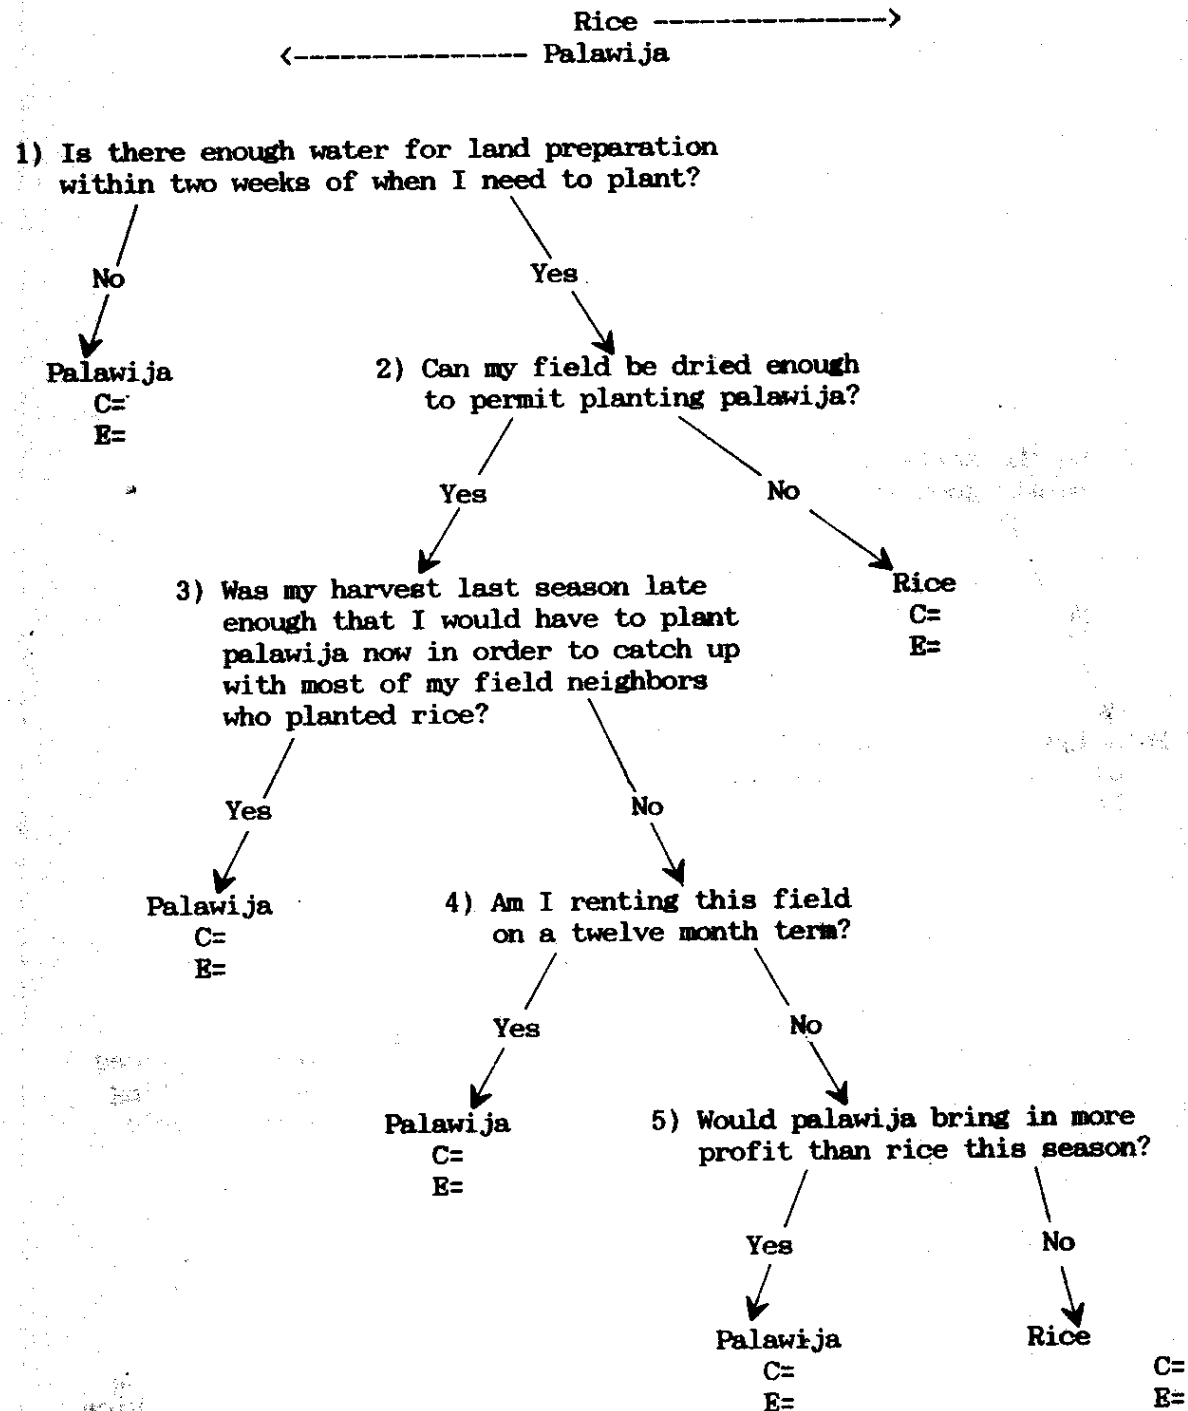 Rice --------------->
<--------------- Palawija
1) Is there enough water for land preparation
within two weeks of when I need to plant?
No
Yes
Palawija
C=
E=
2) Can my field be dried enough
to permit planting palawija?
Yes
No
Rice
C=
E=
3) Was my harvest last season late
enough that I would have to plant
palawija now in order to catch up
with most of my field neighbors
who planted rice?
Yes
No
Palawija
C=
E=
4) Am I renting this field
on a twelve month term?
Yes
No
Palawija
C=
E=
5) Would palawija bring in more
profit than rice this season?
Yes
No
Palawija
C=
E=
Rice
C=
E=